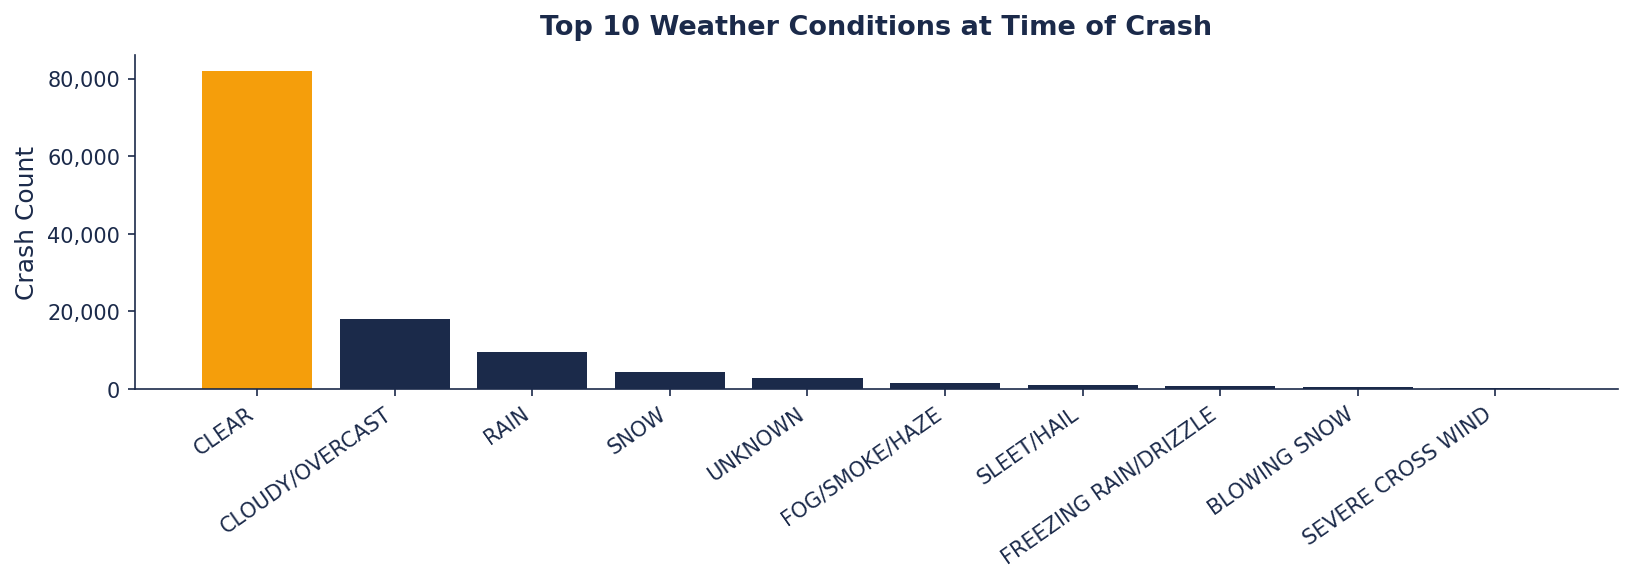 Top 10 Weather Conditions at Time of Crash
Crash Count
80,000
60,000
40,000
20,000
0
CLEAR
CLOUDY/OVERCAST
RAIN
SNOW
UNKNOWN
FOG/SMOKE/HAZE
SLEET/HAIL
FREEZING RAIN/DRIZZLE
BLOWING SNOW
SEVERE CROSS WIND